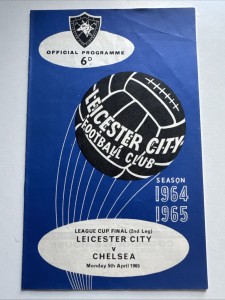 OFFICIAL PROGRAMME
6D
LEICESTER CITY
FOOTBALL CLUB
SEASON
1964
1965
LEAGUE CUP FINAL (2nd Leg)
LEICESTER CITY
v
CHELSEA
Monday 5th April 1965